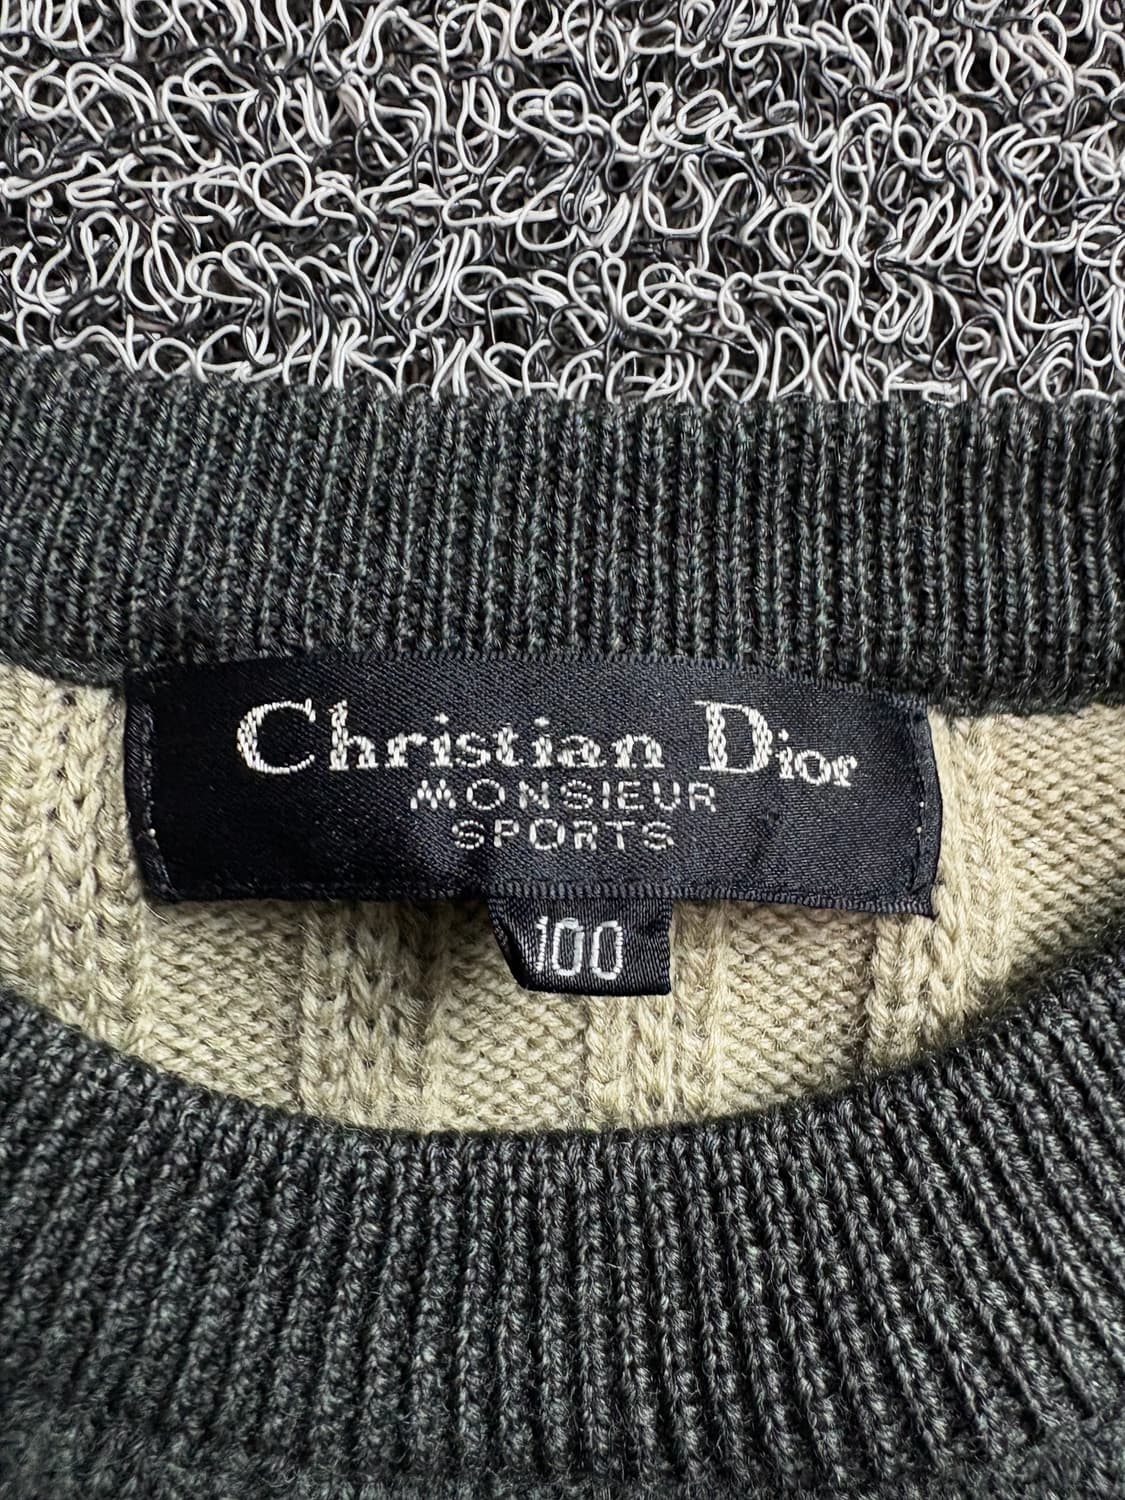 Christian Dior
MONSIEUR
SPORTS
100